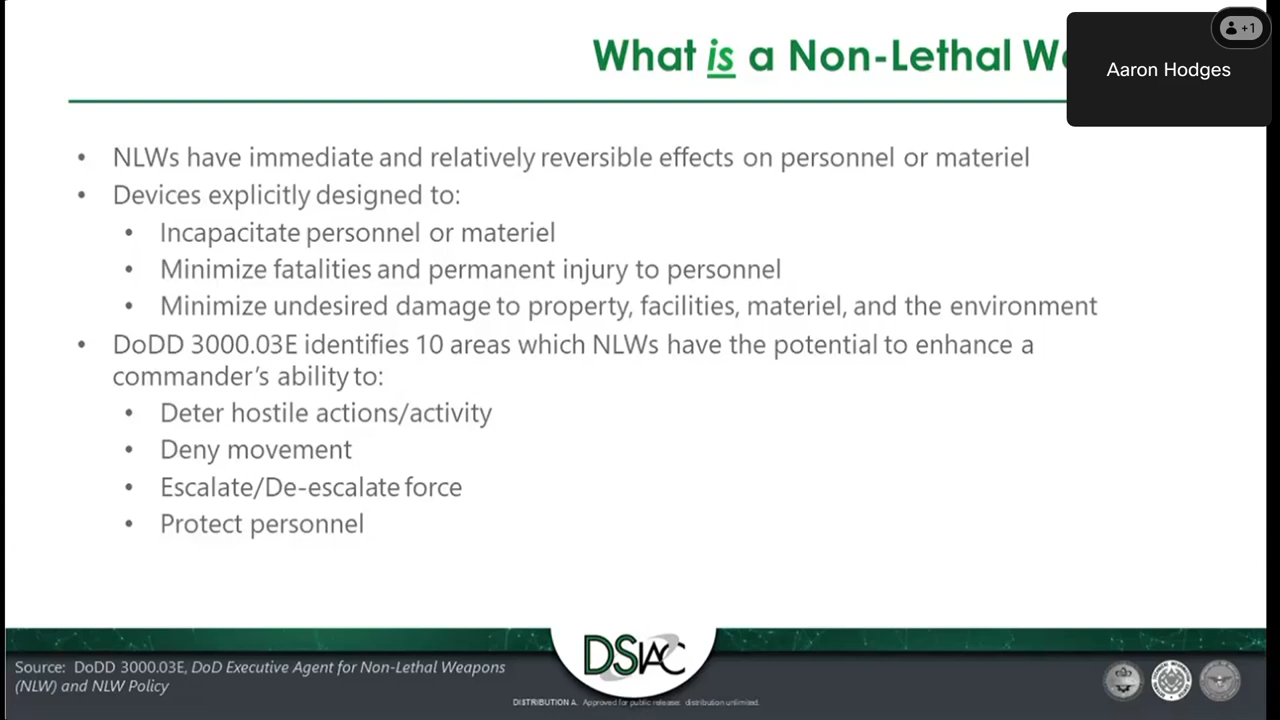 What is a Non-Lethal We
+1
Aaron Hodges
• NLWs have immediate and relatively reversible effects on personnel or materiel
• Devices explicitly designed to:
• Incapacitate personnel or materiel
• Minimize fatalities and permanent injury to personnel
• Minimize undesired damage to property, facilities, materiel, and the environment
• DoDD 3000.03E identifies 10 areas which NLWs have the potential to enhance a
commander's ability to:
• Deter hostile actions/activity
• Deny movement
• Escalate/De-escalate force
• Protect personnel
Source: DoDD 3000.03E, DoD Executive Agent for Non-Lethal Weapons
(NLW) and NLW Policy
DSIAC
DISTRIBUTION A. Approved for public release: distribution unlimited.